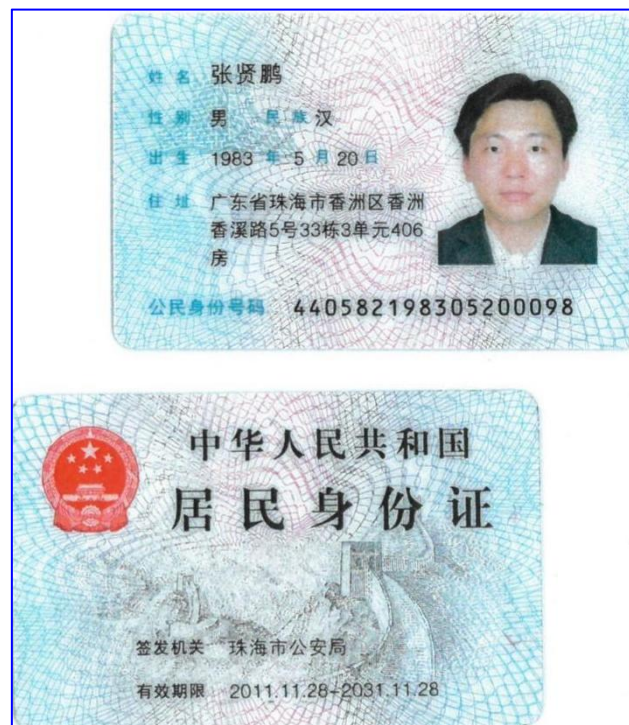 姓名 张贤鹏
性别 男 民族 汉
出生 1983 年 5 月 20 日
住址 广东省珠海市香洲区香洲
香溪路5号33栋3单元406
房
公民身份号码 440582198305200098
中华人民共和国
居民身份证
签发机关 珠海市公安局
有效期限 2011.11.28-2031.11.28